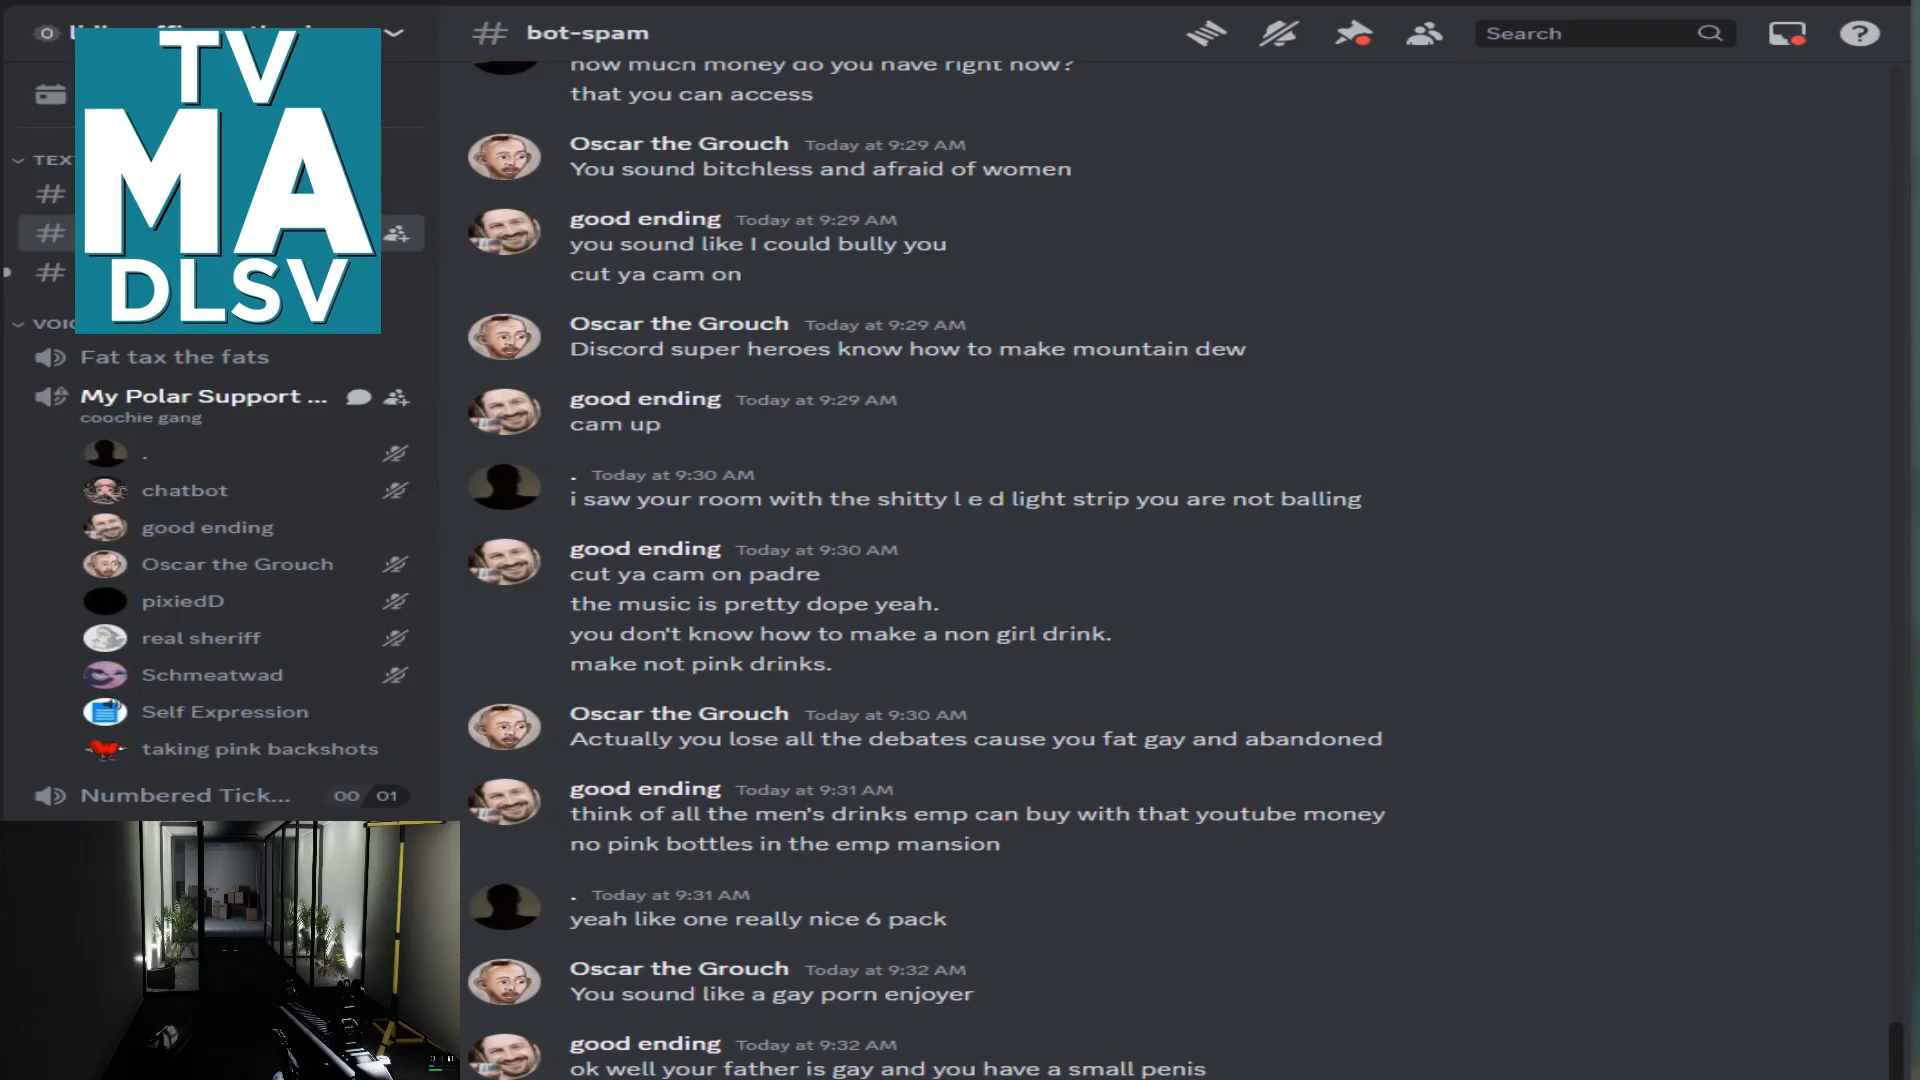 TV
MA
DLSV
Fat tax the fats
My Polar Support ...
coochie gang
.
chatbot
good ending
Oscar the Grouch
pixiedD
real sheriff
Schmeatwad
Self Expression
taking pink backshots
Numbered Tick... 00 01
# bot-spam
Search
how much money do you have right now?
that you can access
Oscar the Grouch Today at 9:29 AM
You sound bitchless and afraid of women
good ending Today at 9:29 AM
you sound like I could bully you
cut ya cam on
Oscar the Grouch Today at 9:29 AM
Discord super heroes know how to make mountain dew
good ending Today at 9:29 AM
cam up
. Today at 9:30 AM
i saw your room with the shitty l e d light strip you are not balling
good ending Today at 9:30 AM
cut ya cam on padre
the music is pretty dope yeah.
you don't know how to make a non girl drink.
make not pink drinks.
Oscar the Grouch Today at 9:30 AM
Actually you lose all the debates cause you fat gay and abandoned
good ending Today at 9:31 AM
think of all the men's drinks emp can buy with that youtube money
no pink bottles in the emp mansion
. Today at 9:31 AM
yeah like one really nice 6 pack
Oscar the Grouch Today at 9:32 AM
You sound like a gay porn enjoyer
good ending Today at 9:32 AM
ok well your father is gay and you have a small penis